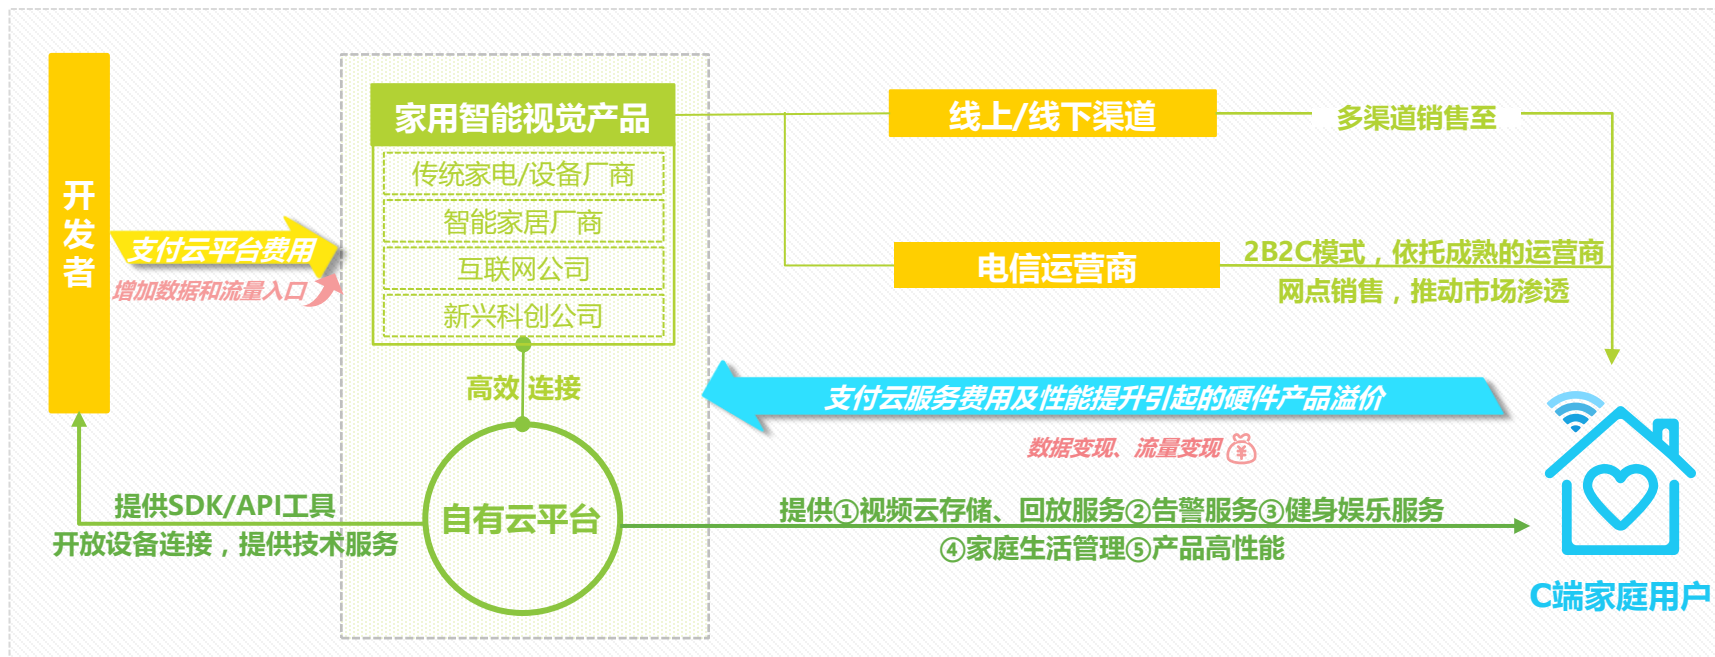 开
发
者
支付云平台费用
增加数据和流量入口
家用智能视觉产品
传统家电/设备厂商
智能家居厂商
互联网公司
新兴科创公司
高效 连接
自有云平台
提供SDK/API工具
开放设备连接，提供技术服务
线上/线下渠道
多渠道销售至
电信运营商
2B2C模式，依托成熟的运营商
网点销售，推动市场渗透
支付云服务费用及性能提升引起的硬件产品溢价
数据变现、流量变现
¥
提供①视频云存储、回放服务②告警服务③健身娱乐服务
④家庭生活管理⑤产品高性能
C端家庭用户